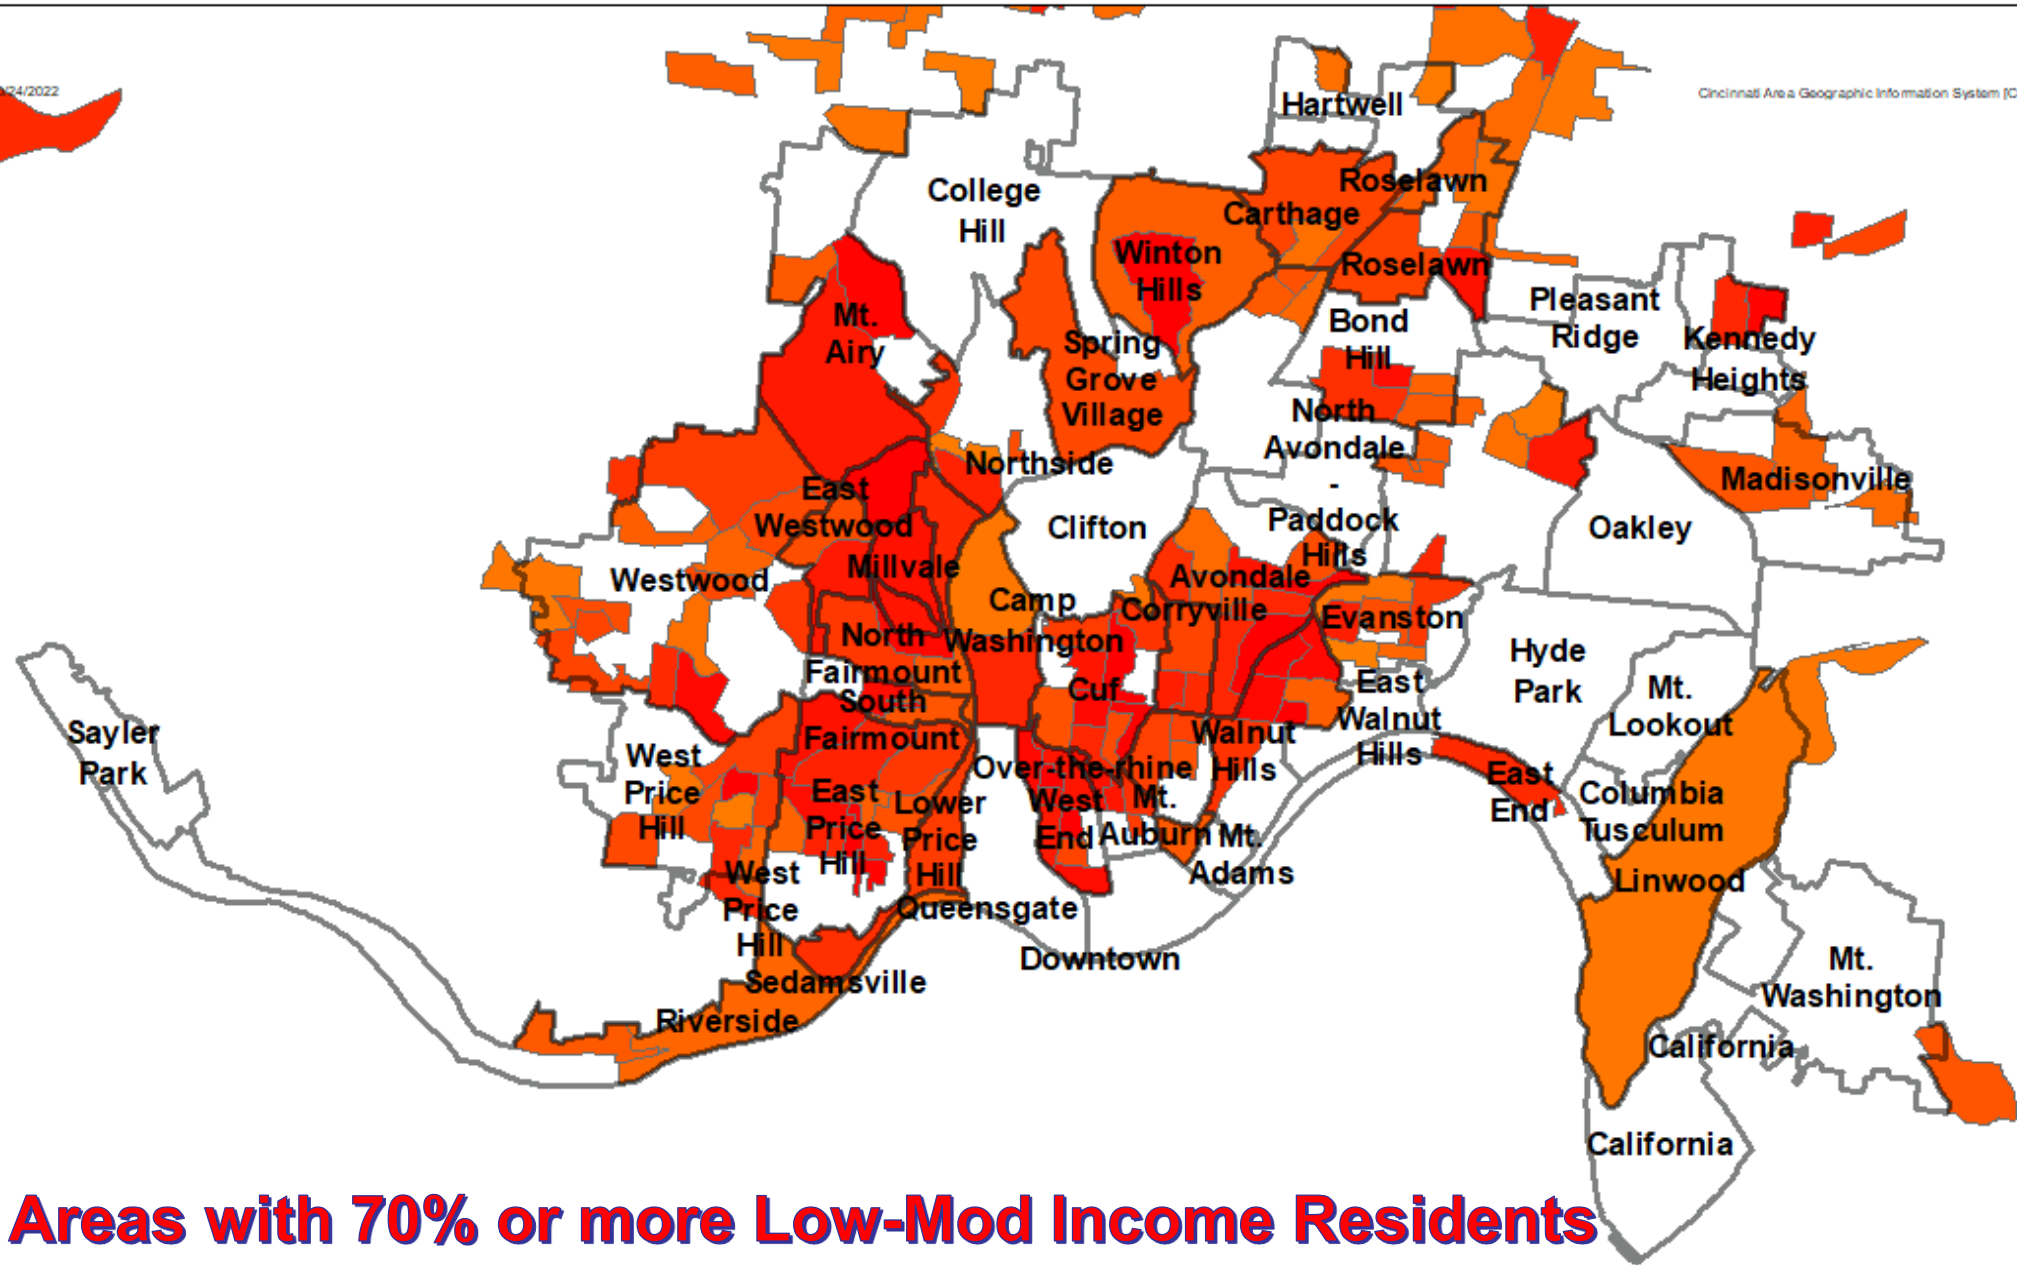 /24/2022
Cincinnati Area Geographic Information System [C
Hartwell
Roselawn
College
Hill
Carthage
Winton
Hills
Roselawn
Pleasant
Ridge
Mt.
Airy
Bond
Hill
Spring
Grove
Village
Kennedy
Heights
North
Avondale
-
Paddock
Hills
Northside
Madisonville
East
Westwood
Clifton
Oakley
Westwood
Millvale
Avondale
Camp
Washington
Corryville
Evanston
North
Fairmount
South
Fairmount
Hyde
Park
East
Walnut
Hills
Cuf
Mt.
Lookout
Sayler
Park
West
Price
Hill
Walnut
Hills
Over-the-rhine
East
End
Columbia
Tusculum
East
Price
Hill
Lower
Price
Hill
West
End
Mt.
Auburn
Mt.
Adams
West
Price
Hill
Linwood
Queensgate
Downtown
Mt.
Washington
Sedamsville
Riverside
California
California
Areas with 70% or more Low-Mod Income Residents